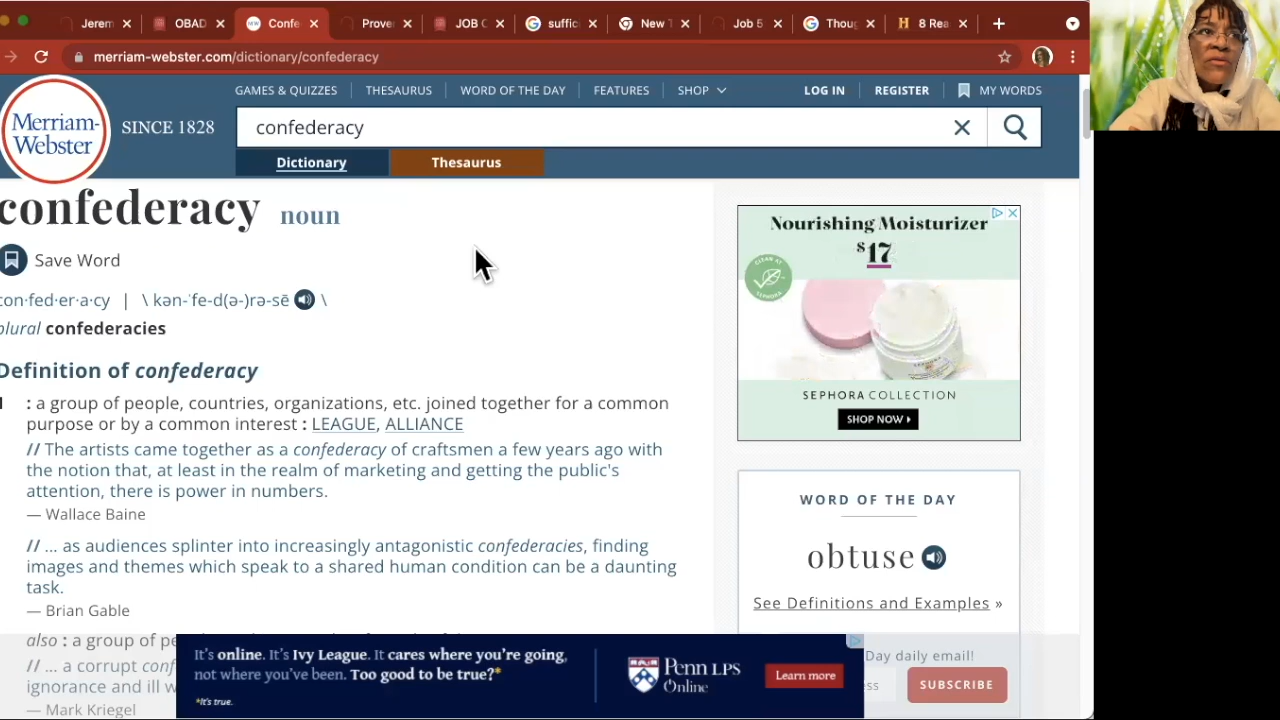 Jerem
OBAD
Confe
Prover
JOB C
suffic
New T
Job 5
Thou
8 Rea
merriam-webster.com/dictionary/confederacy
GAMES & QUIZZES
THESAURUS
WORD OF THE DAY
FEATURES
SHOP
LOG IN
REGISTER
MY WORDS
Merriam-
Webster
SINCE 1828
confederacy
Dictionary
Thesaurus
confederacy noun
Save Word
con·fed·er·a·cy | \ kən-ˈfe-d(ə-)rə-sē \
plural confederacies
Definition of confederacy
1 : a group of people, countries, organizations, etc. joined together for a common
purpose or by a common interest : LEAGUE, ALLIANCE
// The artists came together as a confederacy of craftsmen a few years ago with
the notion that, at least in the realm of marketing and getting the public's
attention, there is power in numbers.
— Wallace Baine
// ... as audiences splinter into increasingly antagonistic confederacies, finding
images and themes which speak to a shared human condition can be a daunting
task.
— Brian Gable
also : a group of pe
// ... a corrupt conf
ignorance and ill w
— Mark Kriegel
Nourishing Moisturizer
$17
CLEAN AT
SEPHORA
SEPHORA COLLECTION
SHOP NOW
WORD OF THE DAY
obtuse
See Definitions and Examples »
Day daily email!
ess
SUBSCRIBE
It's online. It's Ivy League. It cares where you're going,
not where you've been. Too good to be true?*
*It's true.
Penn LPS
Online
Learn more